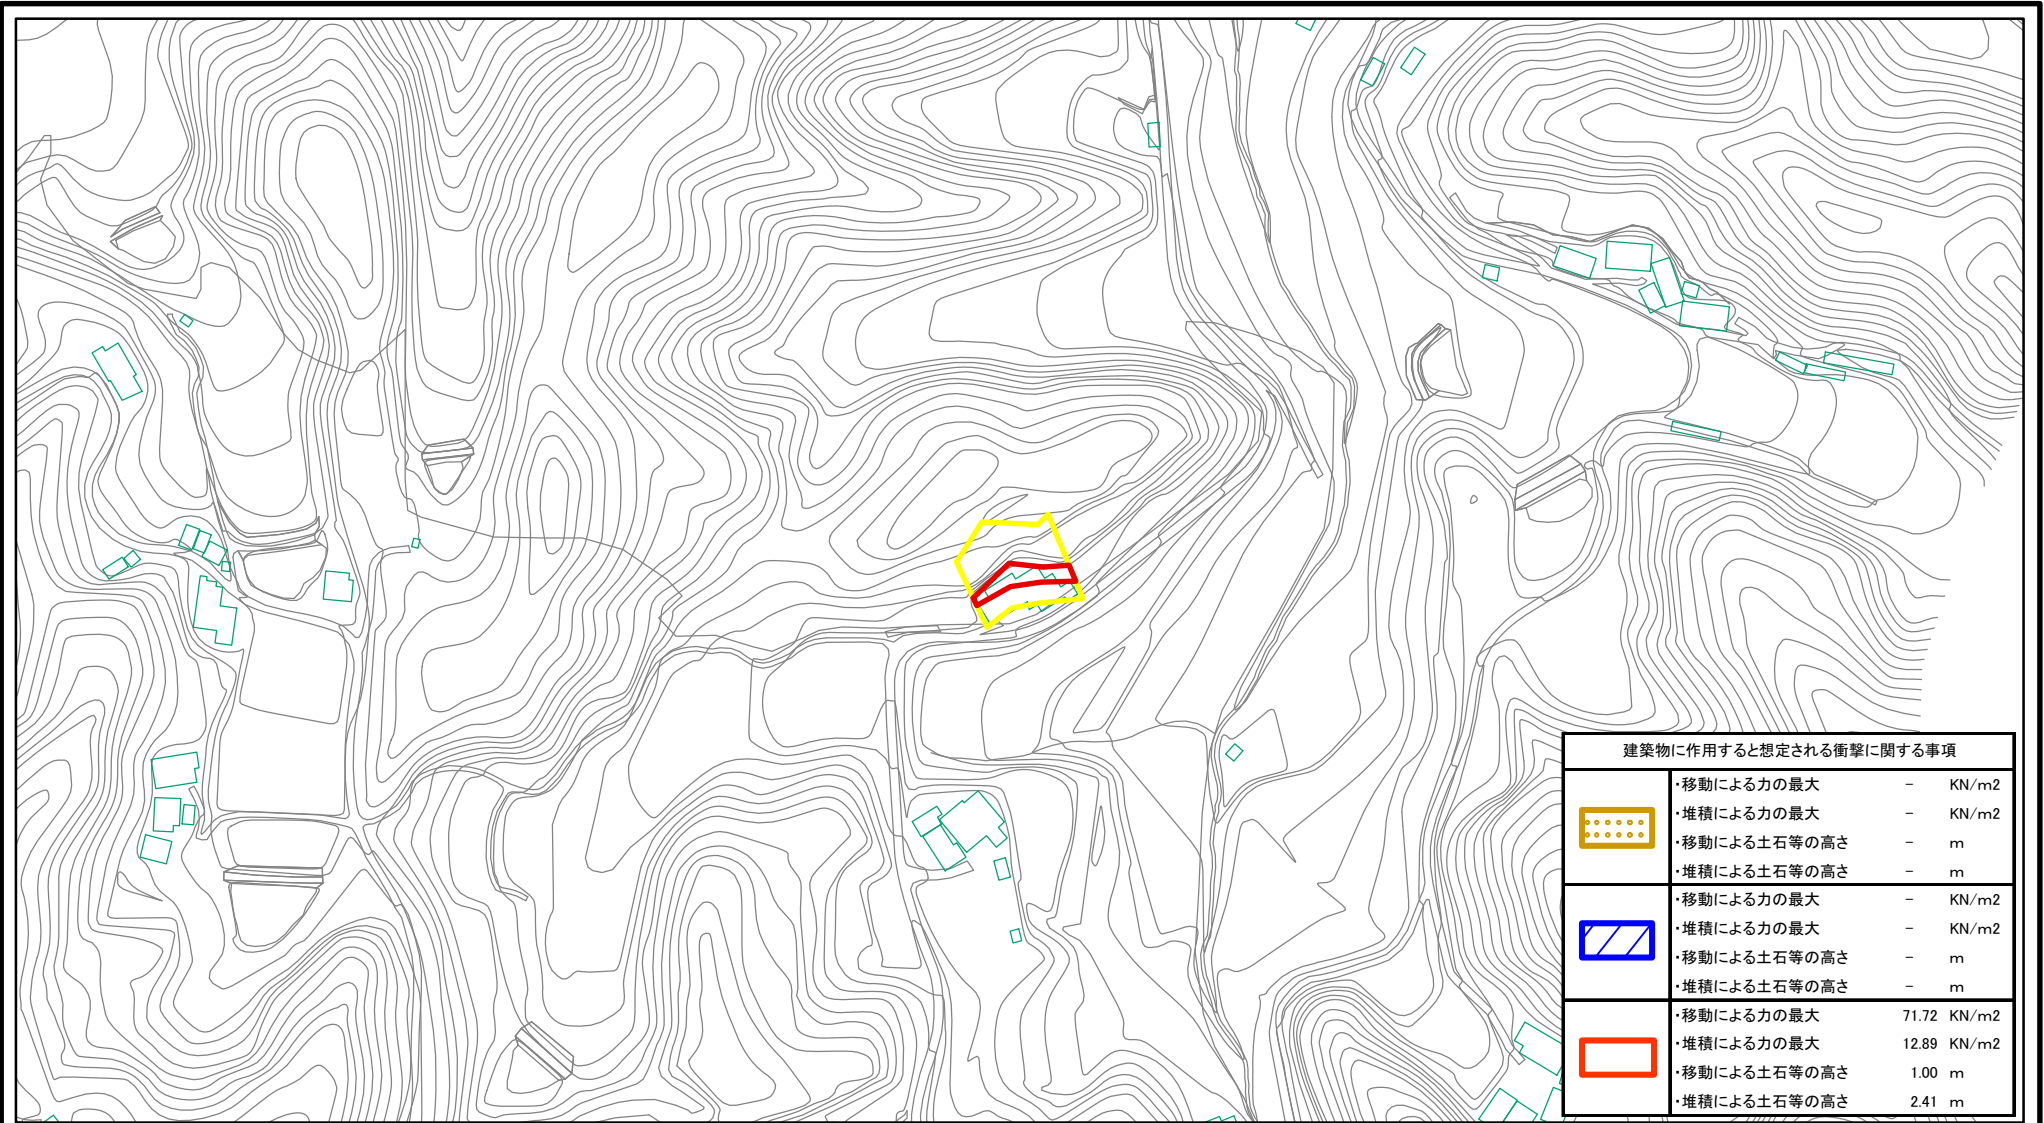 建築物に作用すると想定される衝撃に関する事項
・移動による力の最大 - KN/m2
・堆積による力の最大 - KN/m2
・移動による土石等の高さ - m
・堆積による土石等の高さ - m
・移動による力の最大 - KN/m2
・堆積による力の最大 - KN/m2
・移動による土石等の高さ - m
・堆積による土石等の高さ - m
・移動による力の最大 71.72 KN/m2
・堆積による力の最大 12.89 KN/m2
・移動による土石等の高さ 1.00 m
・堆積による土石等の高さ 2.41 m